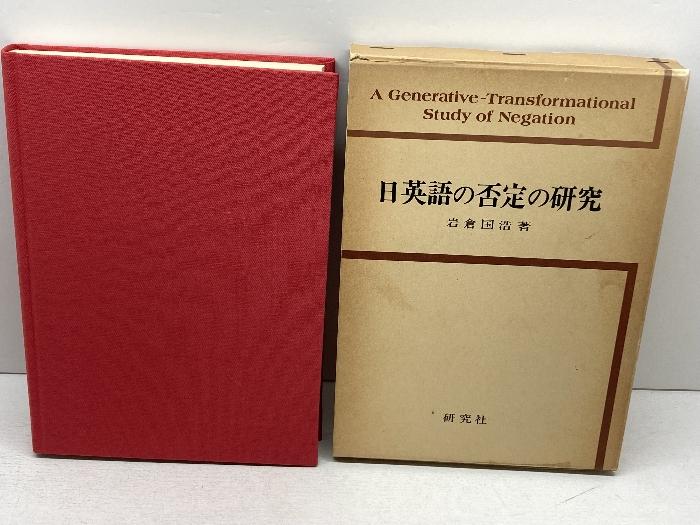 A Generative-Transformational
Study of Negation
日英語の否定の研究
岩倉国浩著
研究社